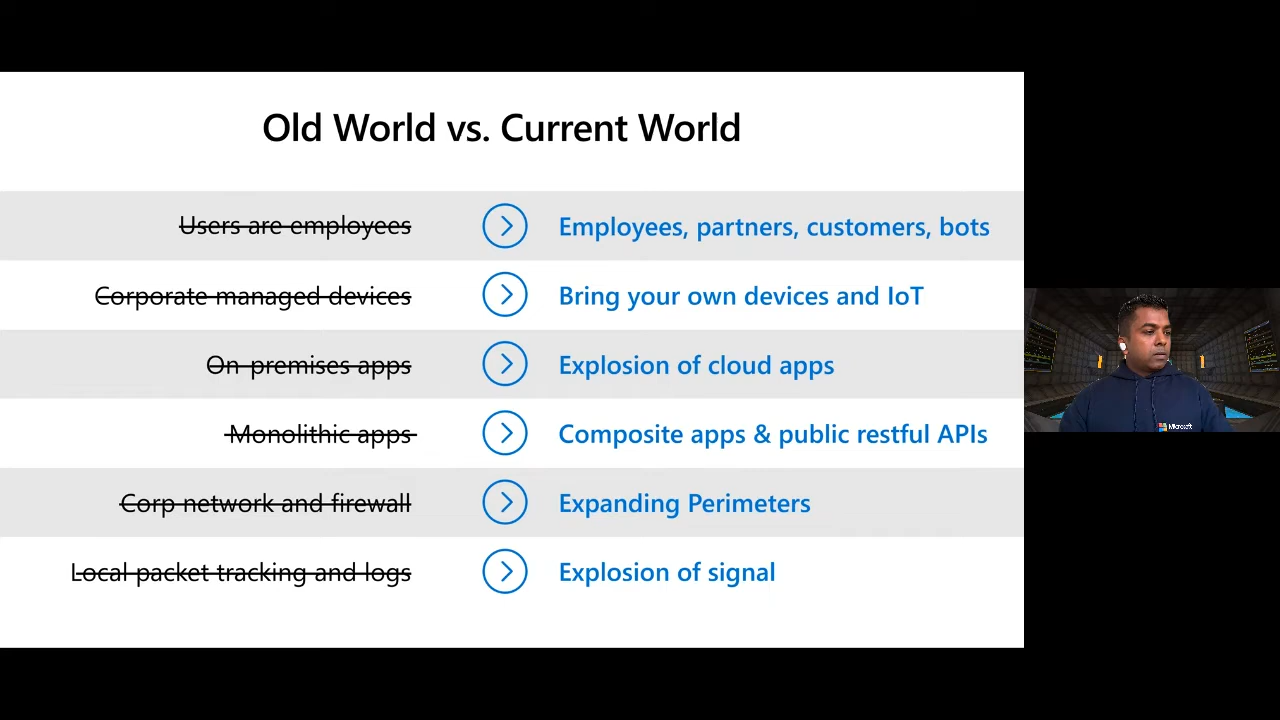 Old World vs. Current World
Users are employees
Employees, partners, customers, bots
Corporate managed devices
Bring your own devices and IoT
On-premises apps
Explosion of cloud apps
Monolithic apps
Composite apps & public restful APIs
Corp network and firewall
Expanding Perimeters
Local packet tracking and logs
Explosion of signal
Microsoft